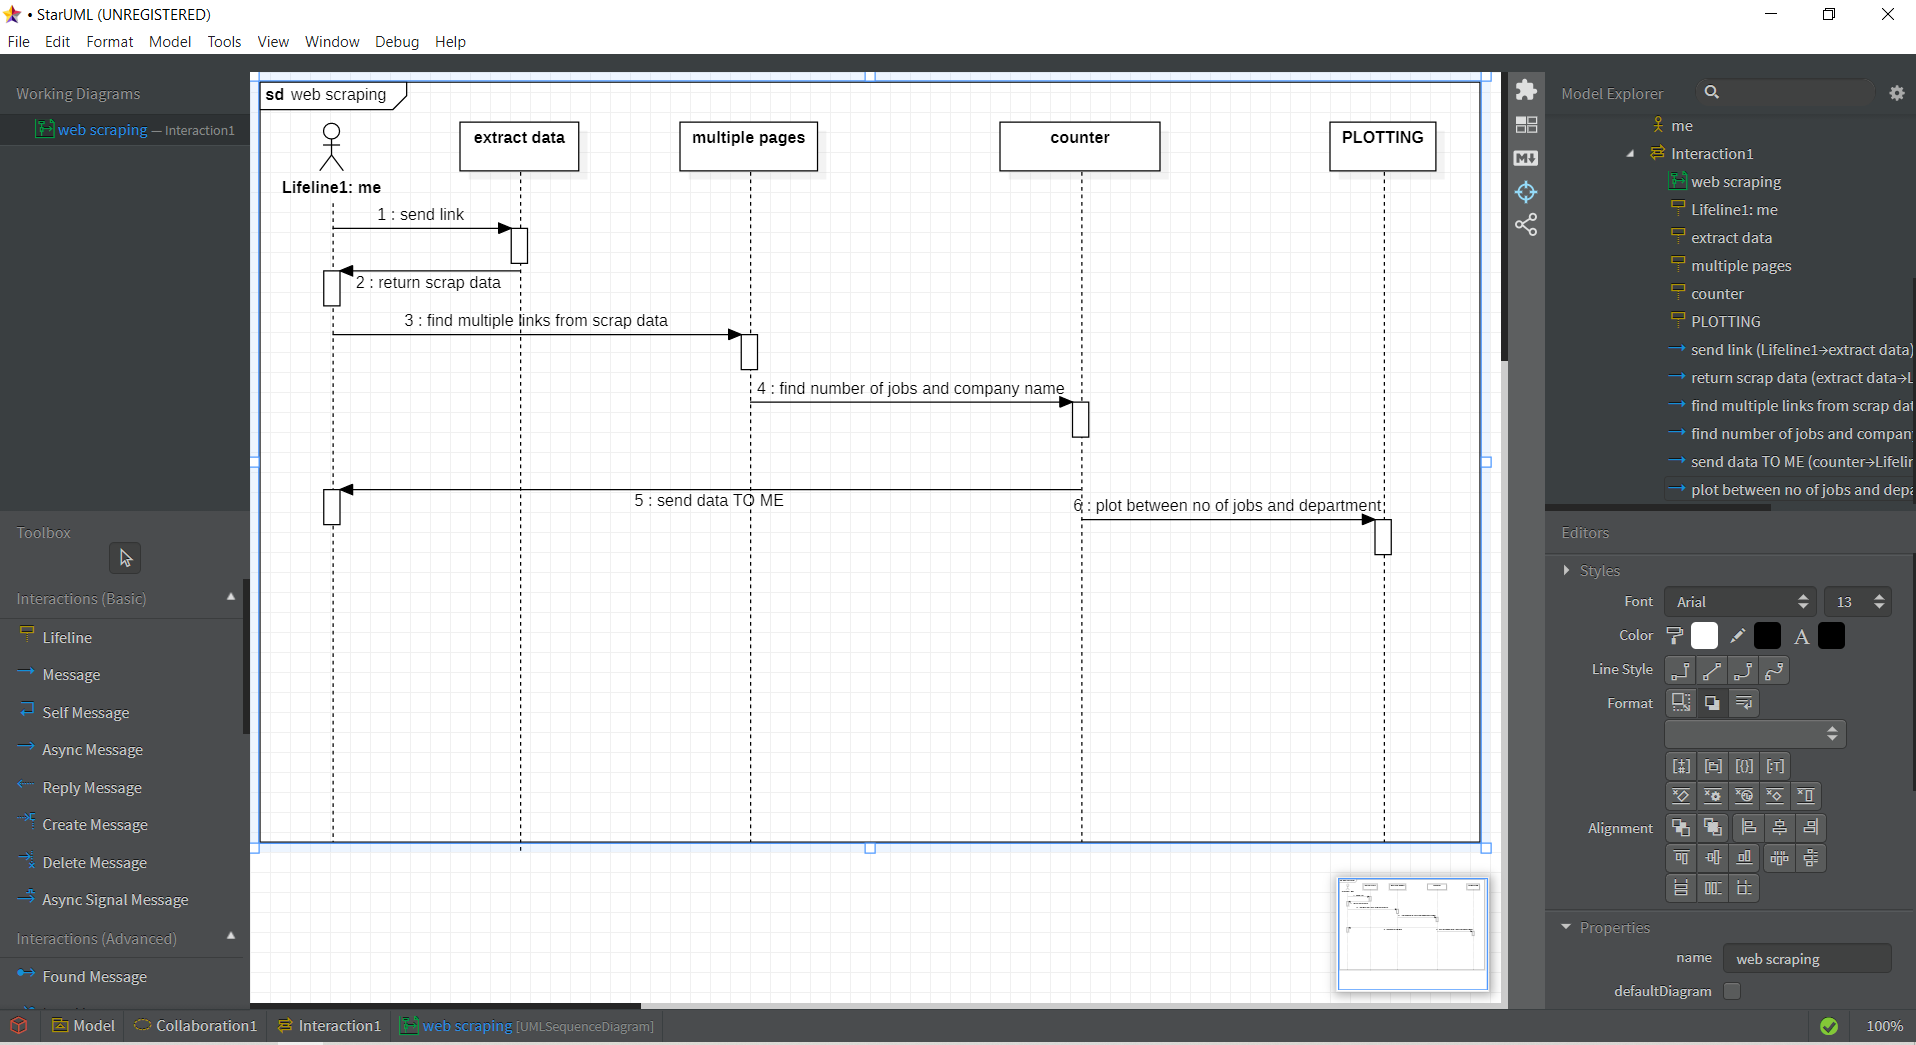 • StarUML (UNREGISTERED)
File Edit Format Model Tools View Window Debug Help
Working Diagrams
web scraping — Interaction1
Toolbox
Interactions (Basic)
Lifeline
Message
Self Message
Async Message
Reply Message
Create Message
Delete Message
Async Signal Message
Interactions (Advanced)
Found Message
sd web scraping
Lifeline1: me
extract data
multiple pages
counter
PLOTTING
1 : send link
2 : return scrap data
3 : find multiple links from scrap data
4 : find number of jobs and company name
5 : send data TO ME
6 : plot between no of jobs and department
Model Explorer
me
Interaction1
web scraping
Lifeline1: me
extract data
multiple pages
counter
PLOTTING
send link (Lifeline1→extract data)
return scrap data (extract data→L
find multiple links from scrap dat
find number of jobs and compan
send data TO ME (counter→Lifelin
plot between no of jobs and depa
Editors
Styles
Font Arial 13
Color A
Line Style
Format
Alignment
Properties
name web scraping
defaultDiagram
Model Collaboration1 Interaction1 web scraping [UMLSequenceDiagram] 100%